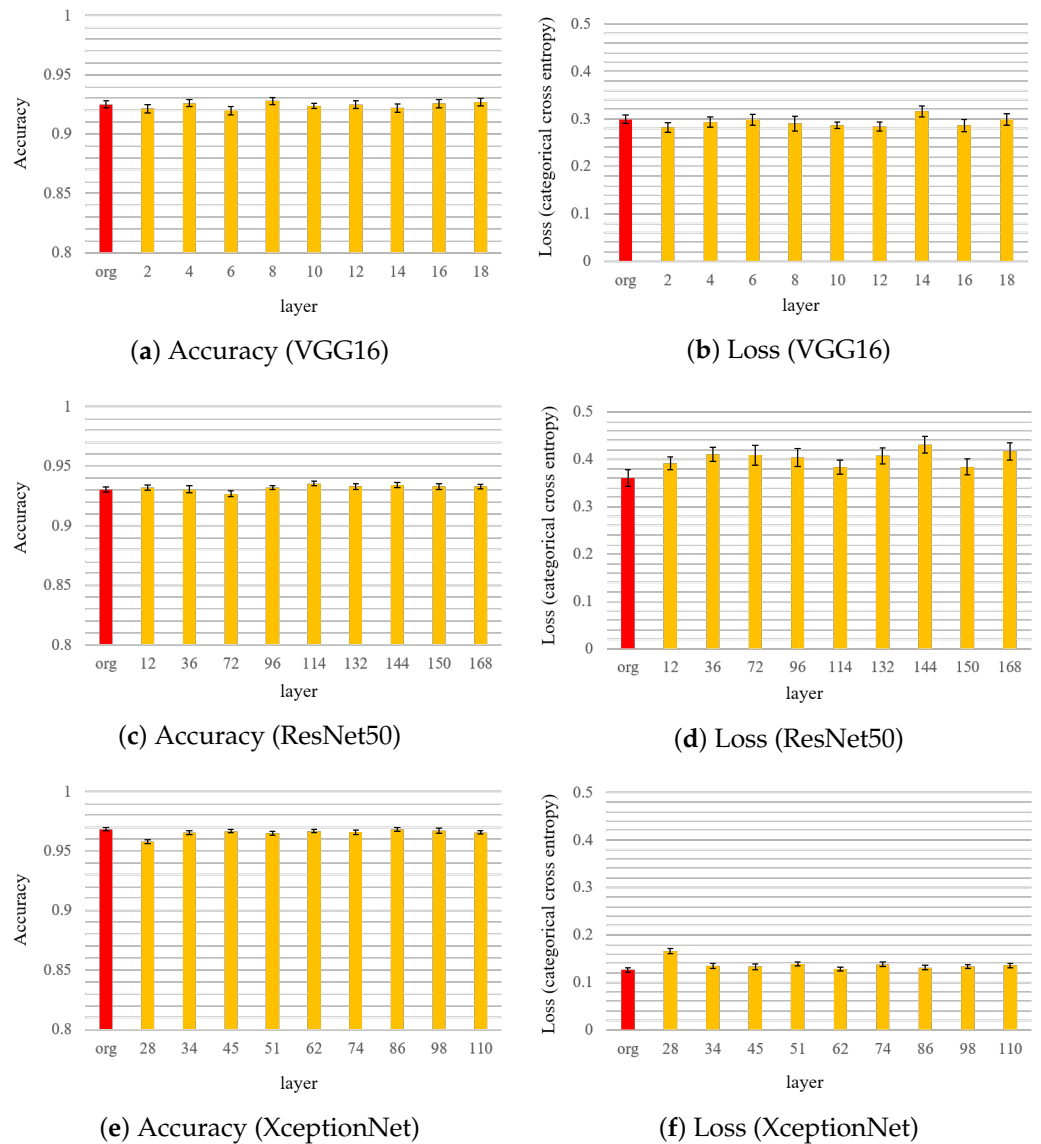 1
0.95
0.9
0.85
0.8
Accuracy
org 2 4 6 8 10 12 14 16 18
layer
(a) Accuracy (VGG16)
0.5
0.4
0.3
0.2
0.1
0
Loss (categorical cross entropy)
org 2 4 6 8 10 12 14 16 18
layer
(b) Loss (VGG16)
1
0.95
0.9
0.85
0.8
Accuracy
org 12 36 72 96 114 132 144 150 168
layer
(c) Accuracy (ResNet50)
0.5
0.4
0.3
0.2
0.1
0
Loss (categorical cross entropy)
org 12 36 72 96 114 132 144 150 168
layer
(d) Loss (ResNet50)
1
0.95
0.9
0.85
0.8
Accuracy
org 28 34 45 51 62 74 86 98 110
layer
(e) Accuracy (XceptionNet)
0.5
0.4
0.3
0.2
0.1
0
Loss (categorical cross entropy)
org 28 34 45 51 62 74 86 98 110
layer
(f) Loss (XceptionNet)